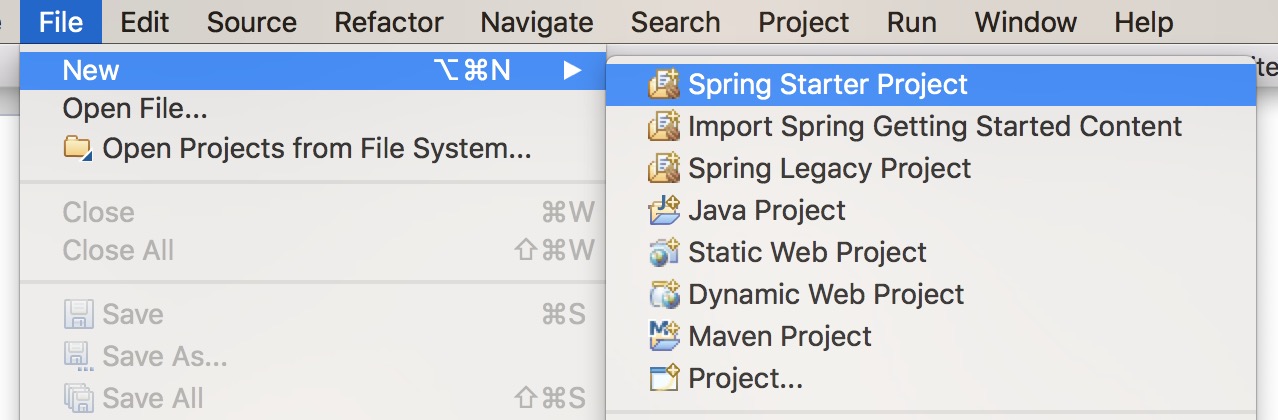 File Edit Source Refactor Navigate Search Project Run Window Help
New ⌥⌘N ▶
Open File...
Open Projects from File System...
Close ⌘W
Close All ⇧⌘W
Save ⌘S
Save As...
Save All ⇧⌘S
Spring Starter Project
Import Spring Getting Started Content
Spring Legacy Project
Java Project
Static Web Project
Dynamic Web Project
Maven Project
Project...